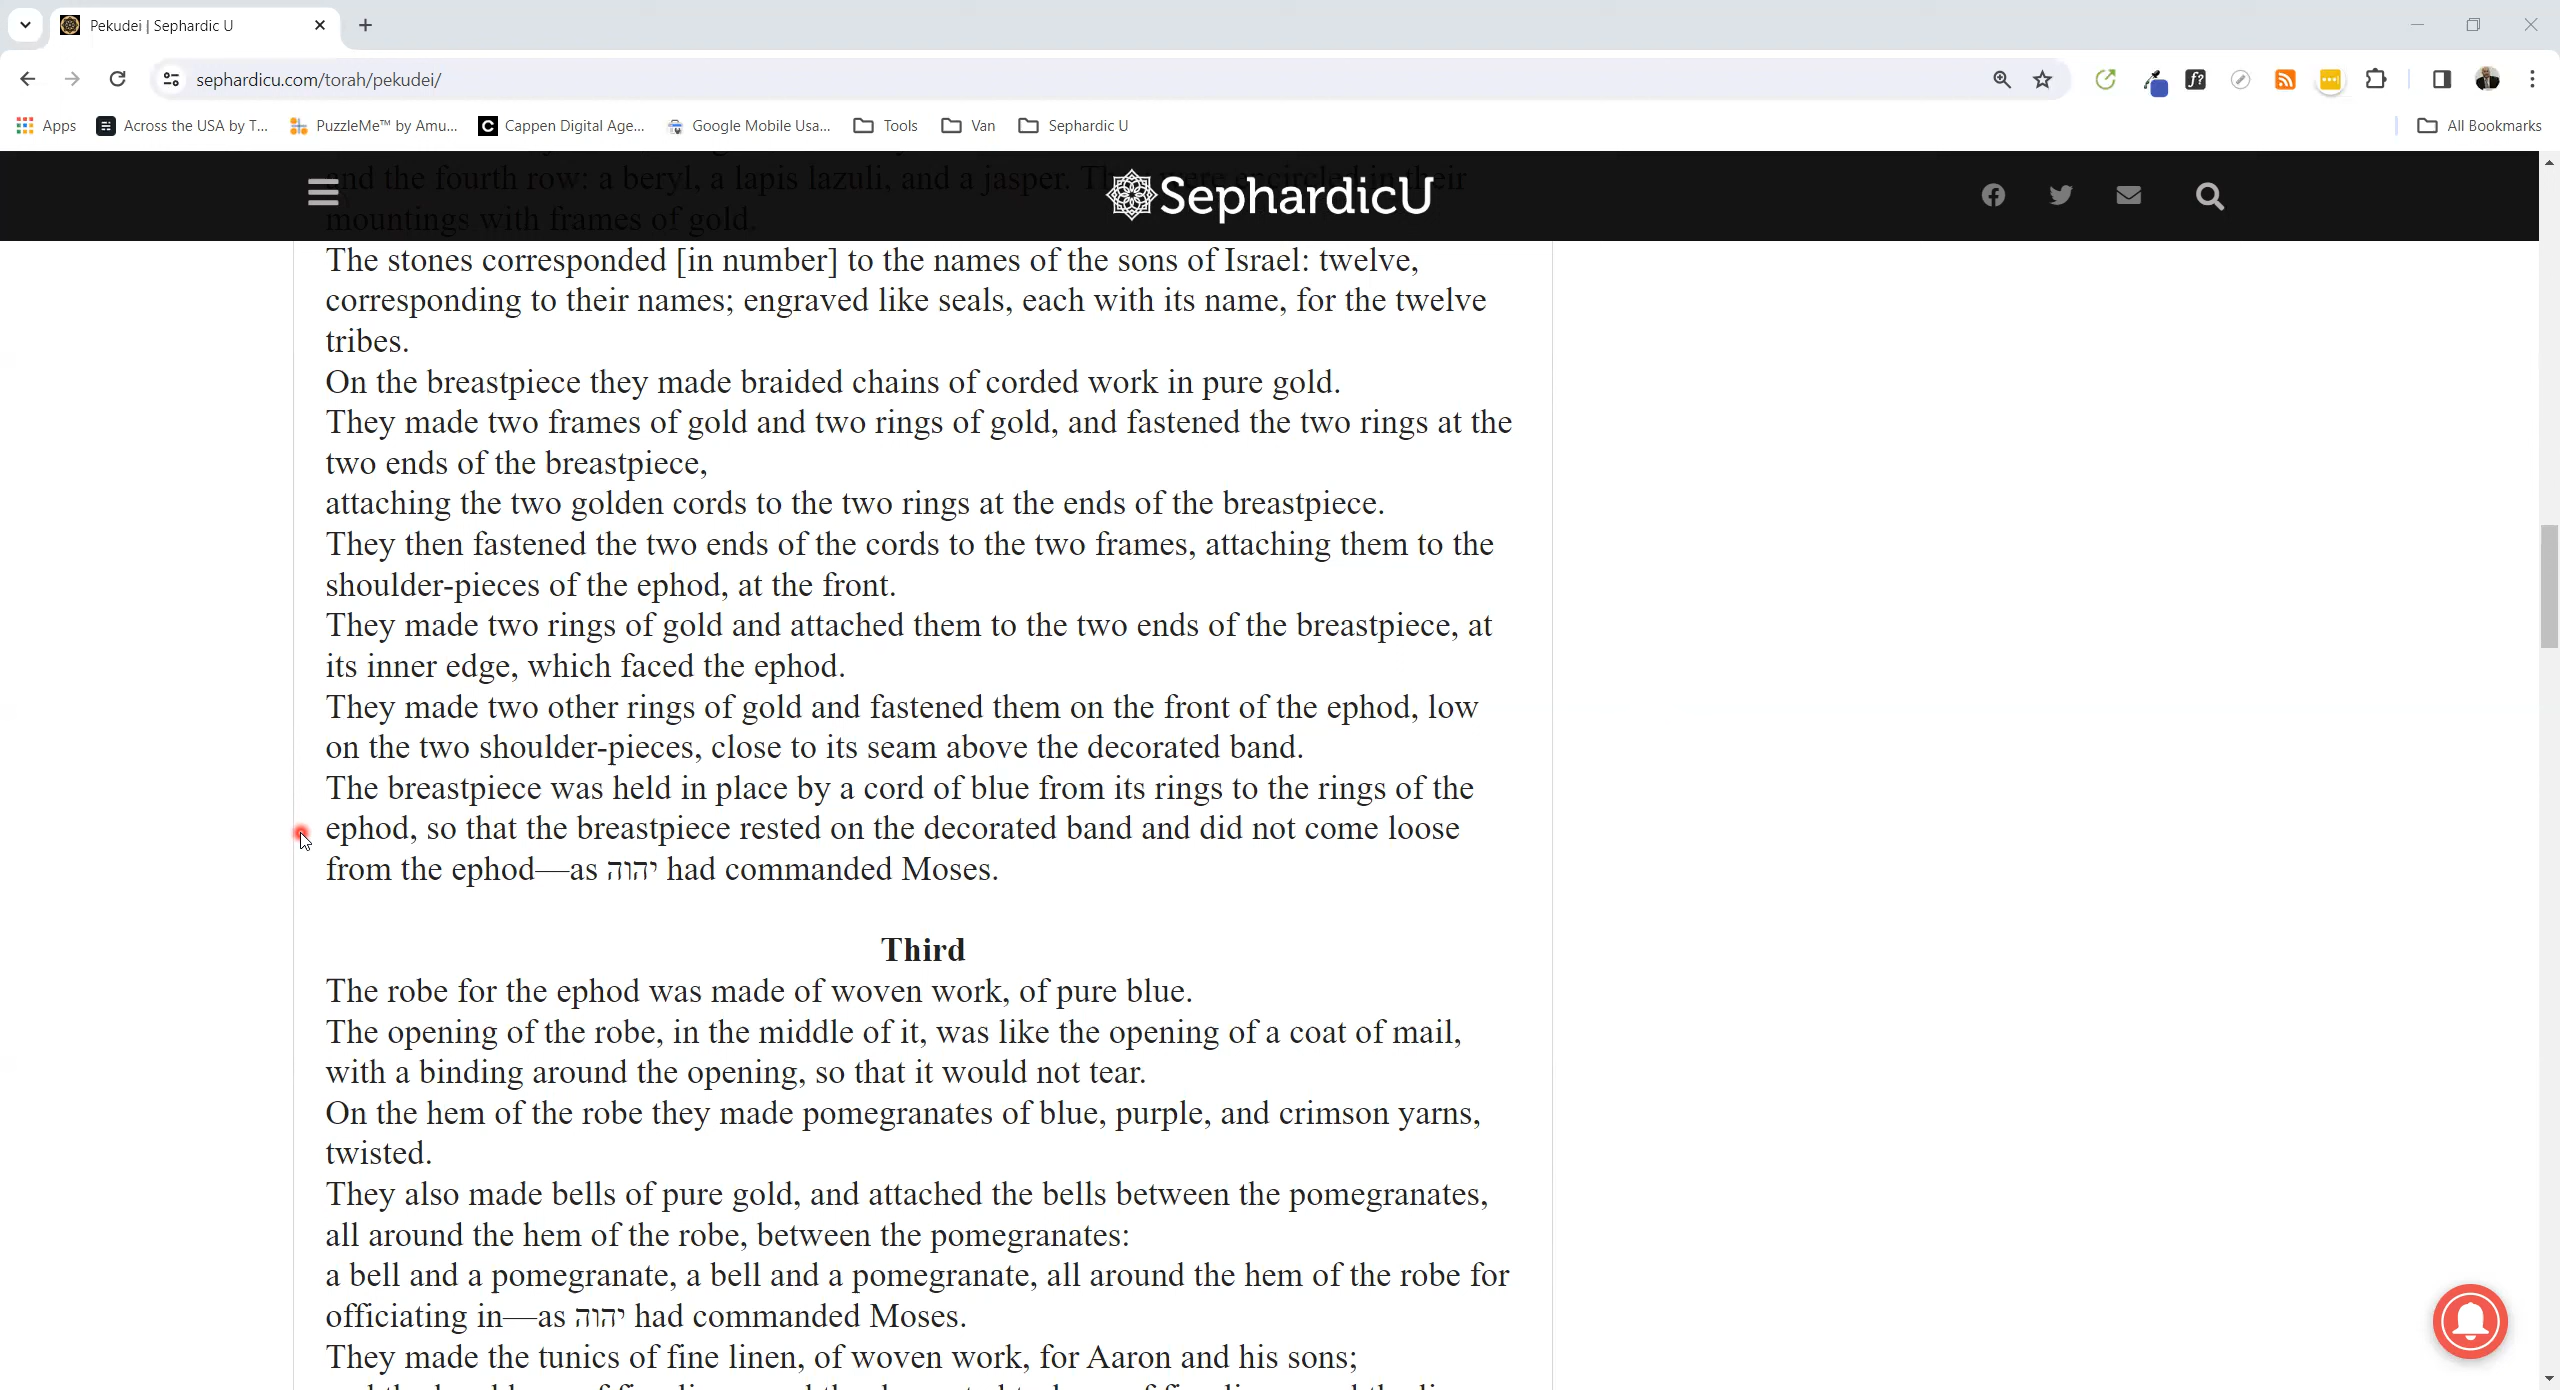 Pekudei | Sephardic U
sephardicu.com/torah/pekudei/
Apps
Across the USA by T...
PuzzleMe™ by Amu...
Cappen Digital Age...
Google Mobile Usa...
Tools
Van
Sephardic U
All Bookmarks
and the fourth row: a beryl, a lapis lazuli, and a jasper. They were encircled in their
mountings with frames of gold.
SephardicU
The stones corresponded [in number] to the names of the sons of Israel: twelve,
corresponding to their names; engraved like seals, each with its name, for the twelve
tribes.
On the breastpiece they made braided chains of corded work in pure gold.
They made two frames of gold and two rings of gold, and fastened the two rings at the
two ends of the breastpiece,
attaching the two golden cords to the two rings at the ends of the breastpiece.
They then fastened the two ends of the cords to the two frames, attaching them to the
shoulder-pieces of the ephod, at the front.
They made two rings of gold and attached them to the two ends of the breastpiece, at
its inner edge, which faced the ephod.
They made two other rings of gold and fastened them on the front of the ephod, low
on the two shoulder-pieces, close to its seam above the decorated band.
The breastpiece was held in place by a cord of blue from its rings to the rings of the
ephod, so that the breastpiece rested on the decorated band and did not come loose
from the ephod—as יהוה had commanded Moses.
Third
The robe for the ephod was made of woven work, of pure blue.
The opening of the robe, in the middle of it, was like the opening of a coat of mail,
with a binding around the opening, so that it would not tear.
On the hem of the robe they made pomegranates of blue, purple, and crimson yarns,
twisted.
They also made bells of pure gold, and attached the bells between the pomegranates,
all around the hem of the robe, between the pomegranates:
a bell and a pomegranate, a bell and a pomegranate, all around the hem of the robe for
officiating in—as יהוה had commanded Moses.
They made the tunics of fine linen, of woven work, for Aaron and his sons;